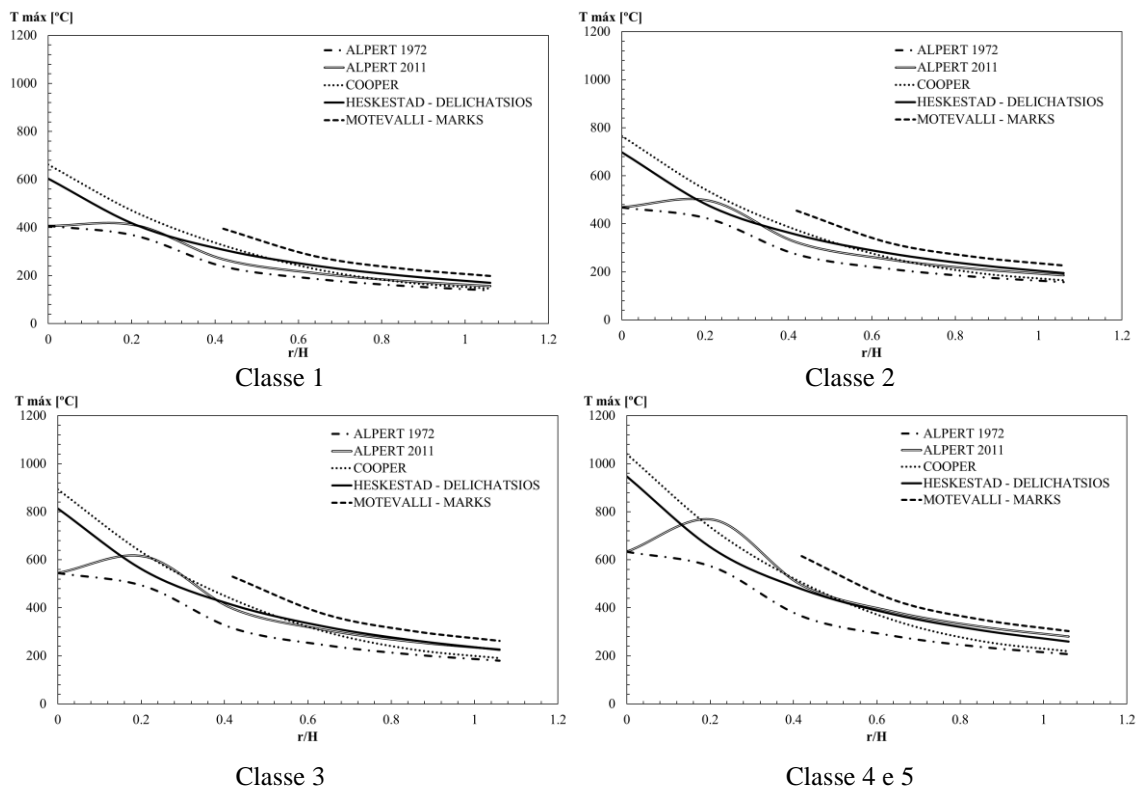 T máx [ºC]
1200
1000
800
600
400
200
0
0 0.2 0.4 0.6 0.8 1 1.2
r/H
ALPERT 1972
ALPERT 2011
COOPER
HESKESTAD - DELICHATSIOS
MOTEVALLI - MARKS
Classe 1
T máx [ºC]
1200
1000
800
600
400
200
0
0 0.2 0.4 0.6 0.8 1 1.2
r/H
ALPERT 1972
ALPERT 2011
COOPER
HESKESTAD - DELICHATSIOS
MOTEVALLI - MARKS
Classe 2
T máx [ºC]
1200
1000
800
600
400
200
0
0 0.2 0.4 0.6 0.8 1 1.2
r/H
ALPERT 1972
ALPERT 2011
COOPER
HESKESTAD - DELICHATSIOS
MOTEVALLI - MARKS
Classe 3
T máx [ºC]
1200
1000
800
600
400
200
0
0 0.2 0.4 0.6 0.8 1 1.2
r/H
ALPERT 1972
ALPERT 2011
COOPER
HESKESTAD - DELICHATSIOS
MOTEVALLI - MARKS
Classe 4 e 5